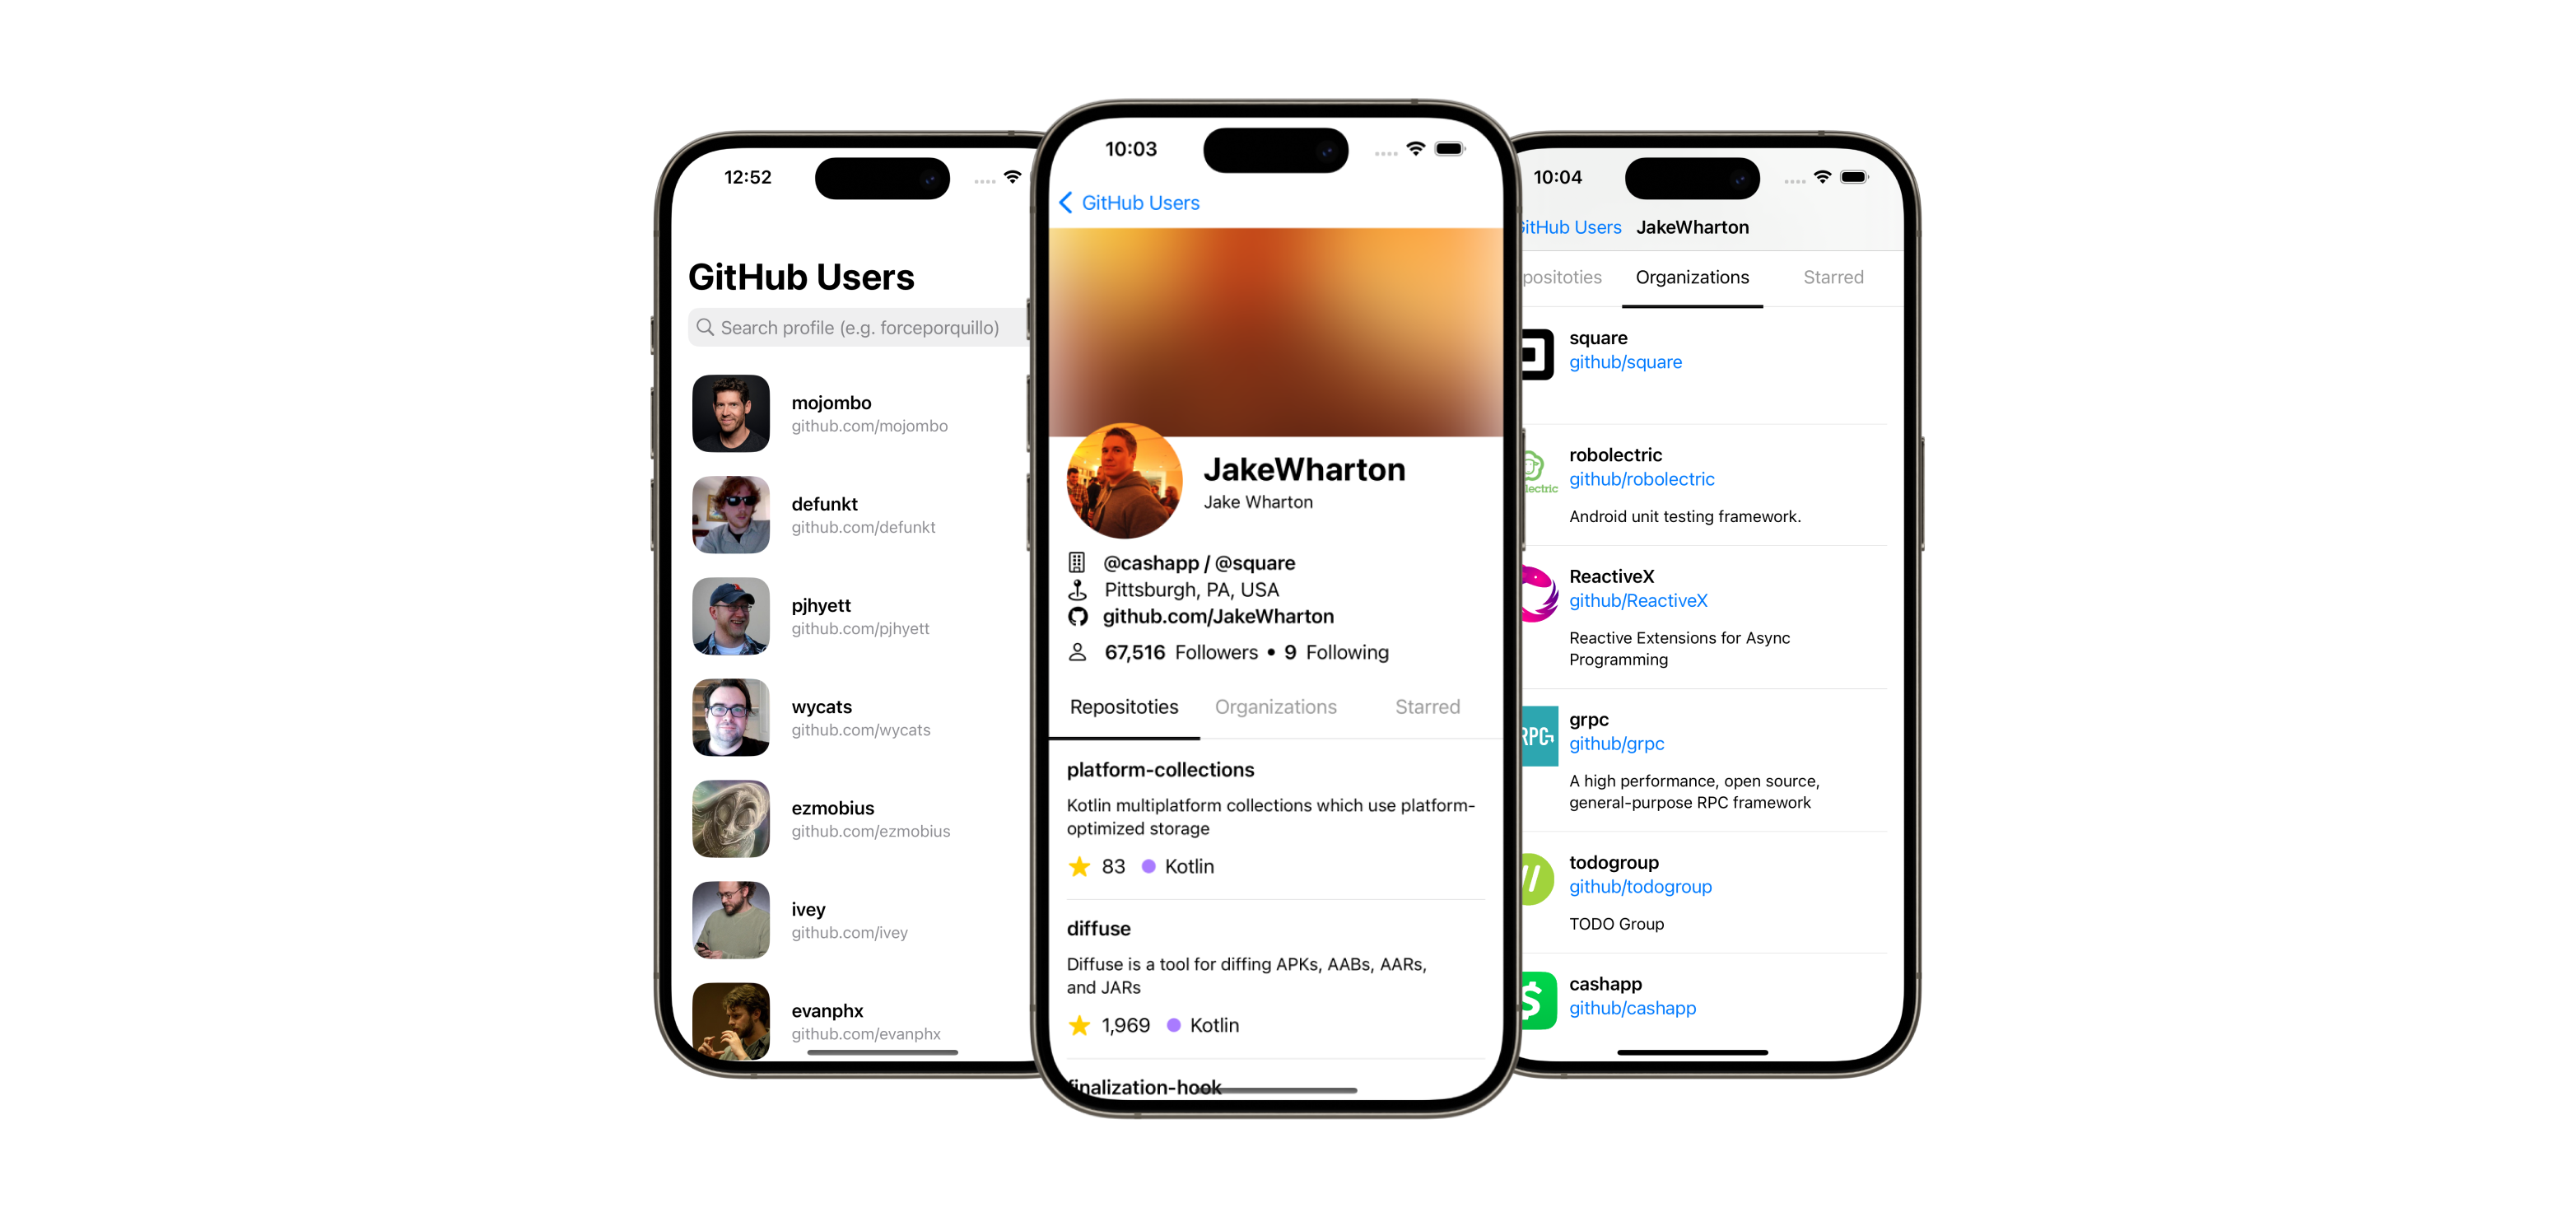 12:52
GitHub Users
Search profile (e.g. forceporquillo)
mojombo
github.com/mojombo
defunkt
github.com/defunkt
pjhyett
github.com/pjhyett
wycats
github.com/wycats
ezmobius
github.com/ezmobius
ivey
github.com/ivey
evanphx
github.com/evanphx
10:03
GitHub Users
JakeWharton
Jake Wharton
@cashapp / @square
Pittsburgh, PA, USA
github.com/JakeWharton
67,516 Followers • 9 Following
Repositoties Organizations Starred
platform-collections
Kotlin multiplatform collections which use platform-
optimized storage
83 Kotlin
diffuse
Diffuse is a tool for diffing APKs, AABs, AARs,
and JARs
1,969 Kotlin
finalization-hook
10:04
GitHub Users JakeWharton
positoties Organizations Starred
square
github/square
robolectric
github/robolectric
lectric
Android unit testing framework.
ReactiveX
github/ReactiveX
Reactive Extensions for Async
Programming
grpc
github/grpc
RPC
A high performance, open source,
general-purpose RPC framework
todogroup
github/todogroup
TODO Group
cashapp
github/cashapp